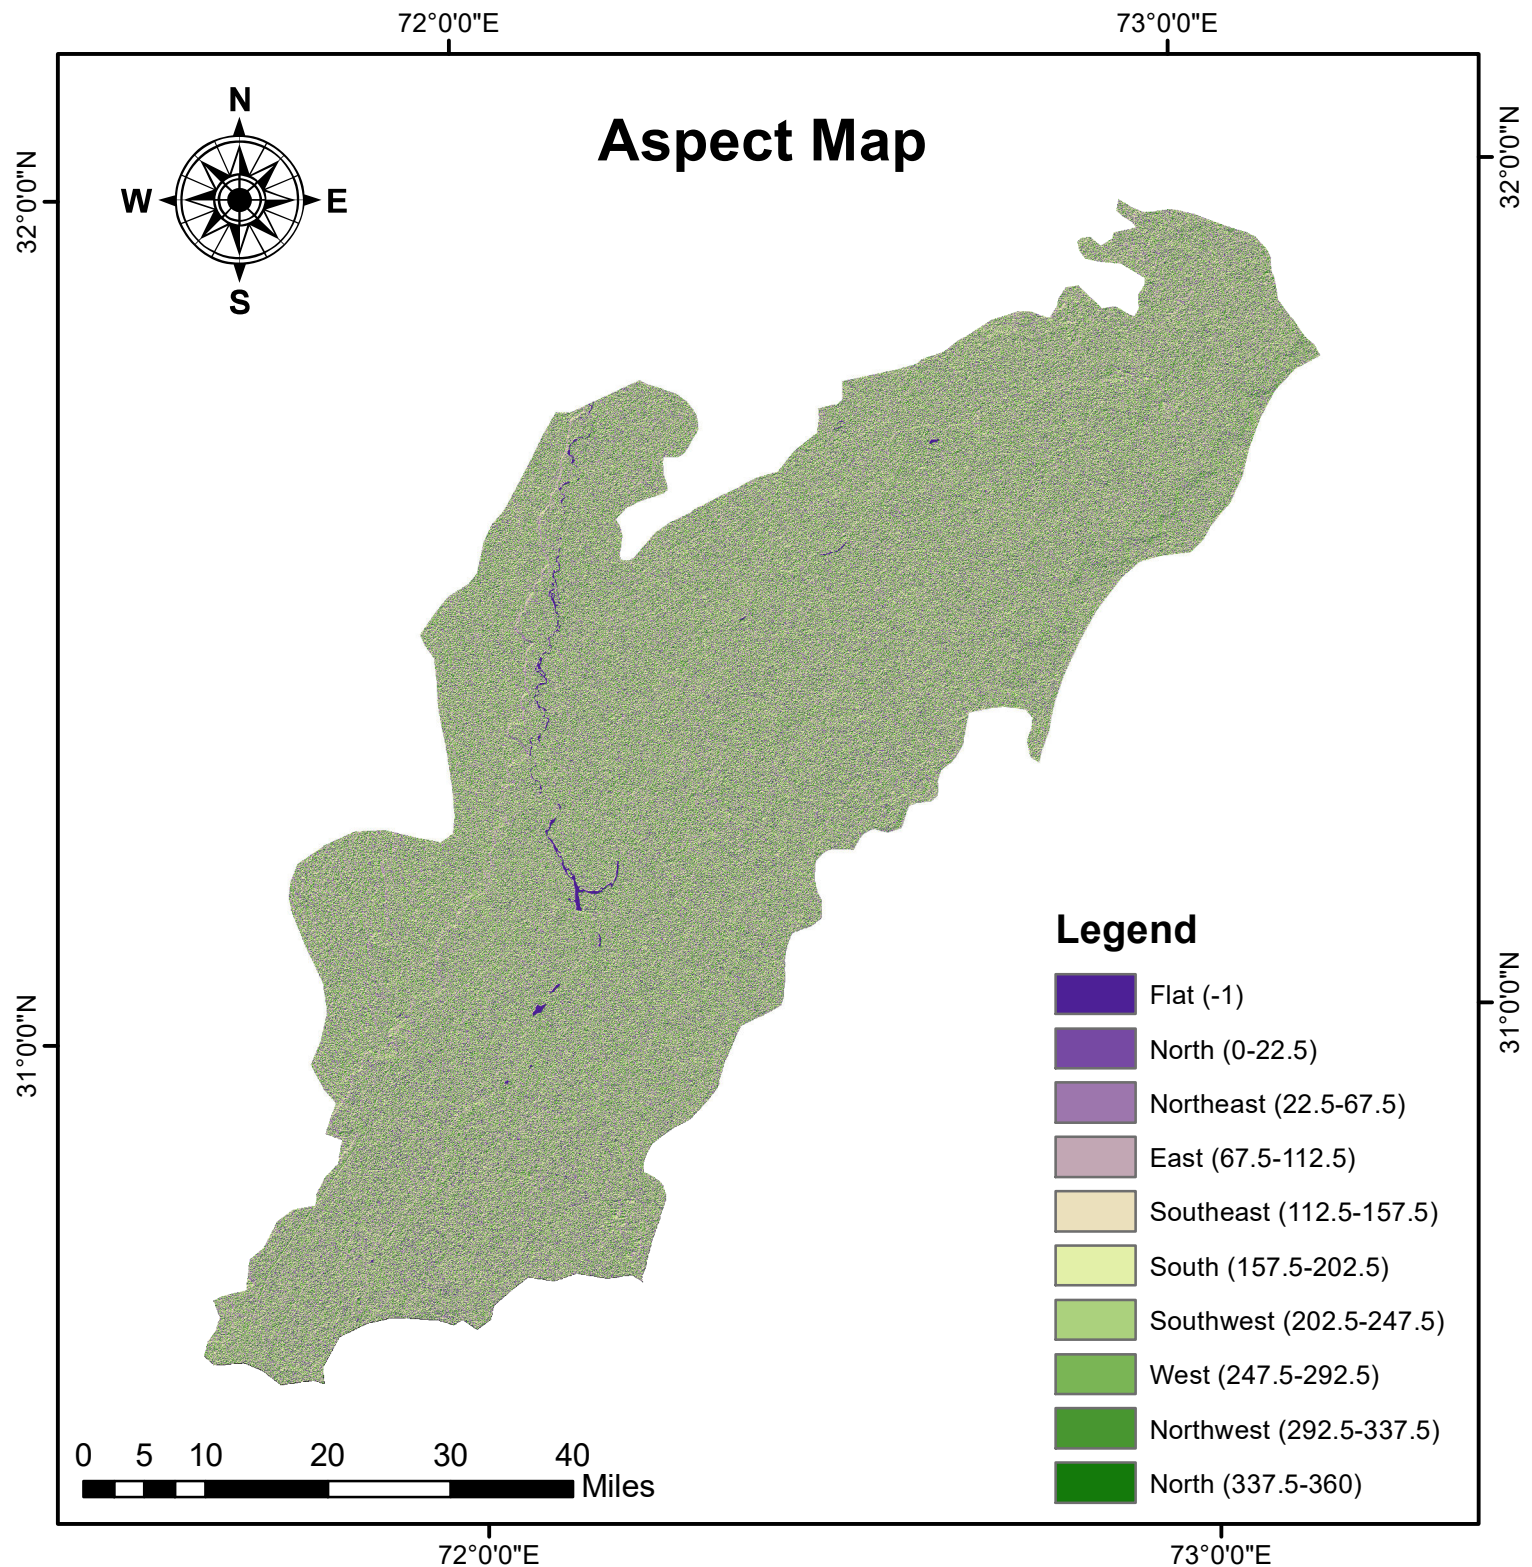 72°0'0"E
73°0'0"E
Aspect Map
N
W
E
S
32°0'0"N
32°0'0"N
31°0'0"N
31°0'0"N
Legend
Flat (-1)
North (0-22.5)
Northeast (22.5-67.5)
East (67.5-112.5)
Southeast (112.5-157.5)
South (157.5-202.5)
Southwest (202.5-247.5)
West (247.5-292.5)
Northwest (292.5-337.5)
North (337.5-360)
0 5 10 20 30 40
Miles
72°0'0"E
73°0'0"E